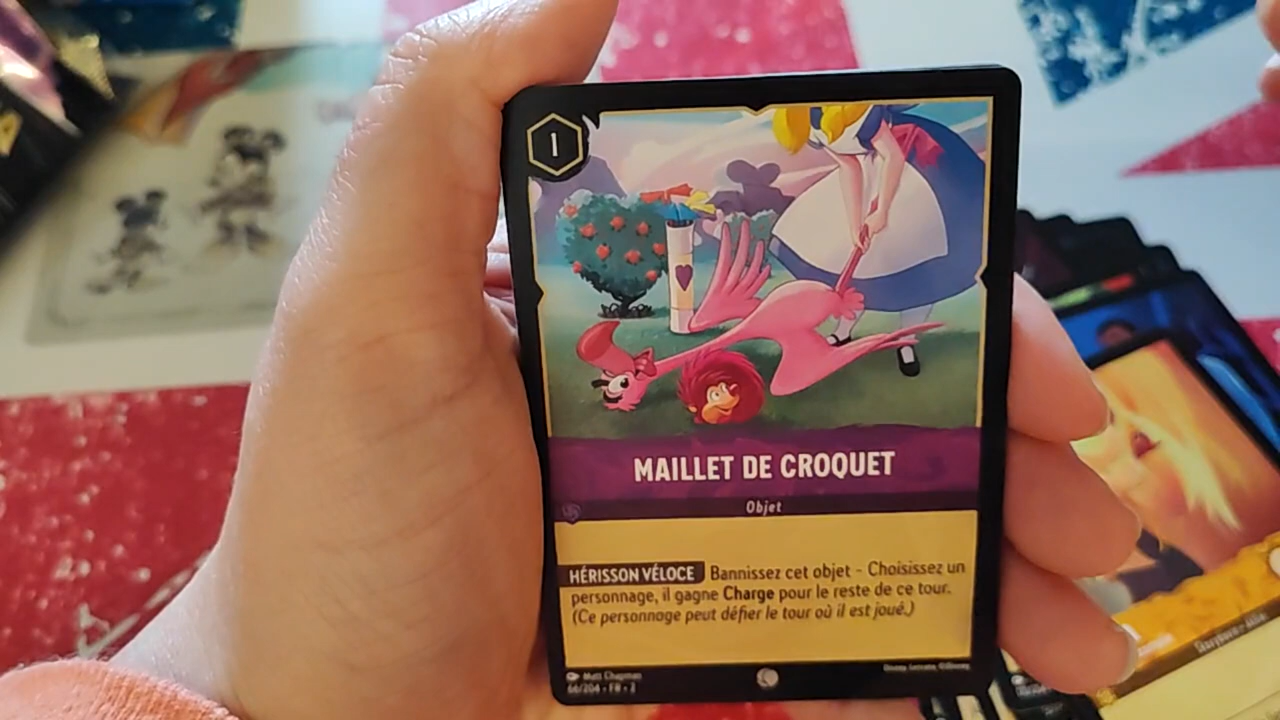 1
MAILLET DE CROQUET
Objet
HÉRISSON VÉLOCE Bannissez cet objet - Choisissez un
personnage, il gagne Charge pour le reste de ce tour.
(Ce personnage peut défier le tour où il est joué.)
Matt Chapman
66/204 • FR • 2
Disney Lorcana ©Disney